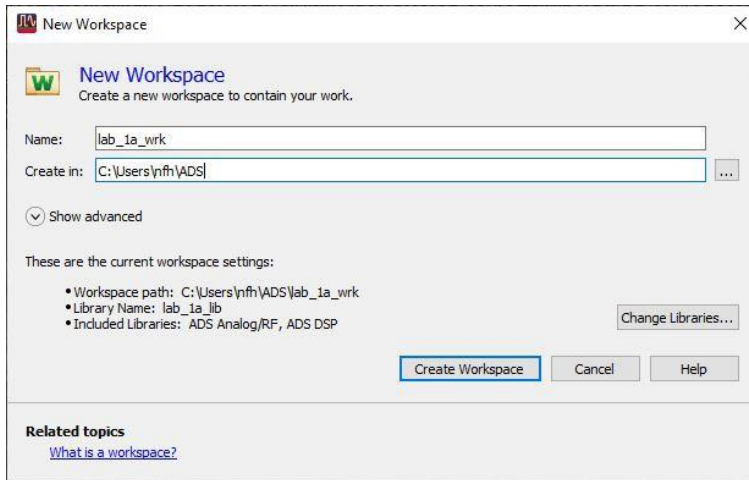 New Workspace
W
New Workspace
Create a new workspace to contain your work.
Name: lab_1a_wrk
Create in: C:\Users\nfh\ADS ...
Show advanced
These are the current workspace settings:
• Workspace path: C:\Users\nfh\ADS\lab_1a_wrk
• Library Name: lab_1a_lib
• Included Libraries: ADS Analog/RF, ADS DSP
Change Libraries...
Create Workspace Cancel Help
Related topics
What is a workspace?